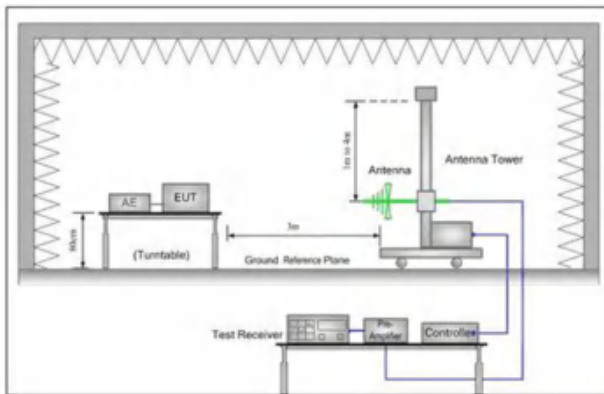 1m to 4m
Antenna
Antenna Tower
AE
EUT
80cm
(Turntable)
3m
Ground Reference Plane
Test Receiver
Pre-
Amplifier
Controller